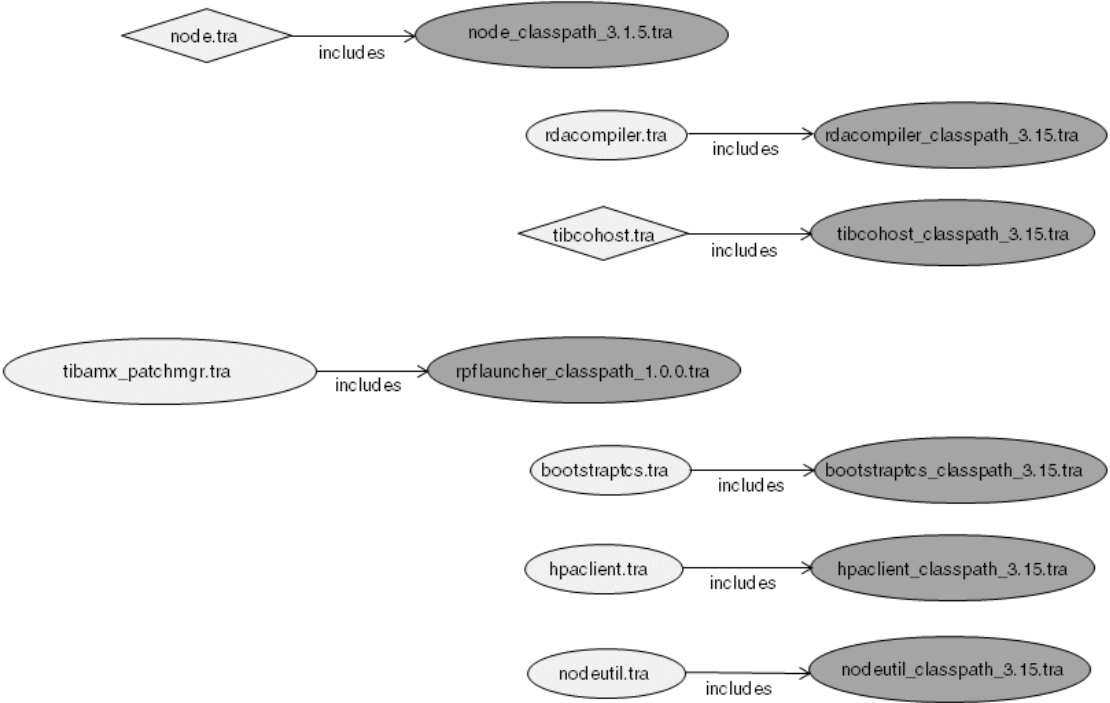 node.tra
includes
node_classpath_3.1.5.tra
rdacompiler.tra
includes
rdacompiler_classpath_3.15.tra
tibcohost.tra
includes
tibcohost_classpath_3.15.tra
tibamx_patchmgr.tra
includes
rpflauncher_classpath_1.0.0.tra
bootstraptcs.tra
includes
bootstraptcs_classpath_3.15.tra
hpaclient.tra
includes
hpaclient_classpath_3.15.tra
nodeutil.tra
includes
nodeutil_classpath_3.15.tra